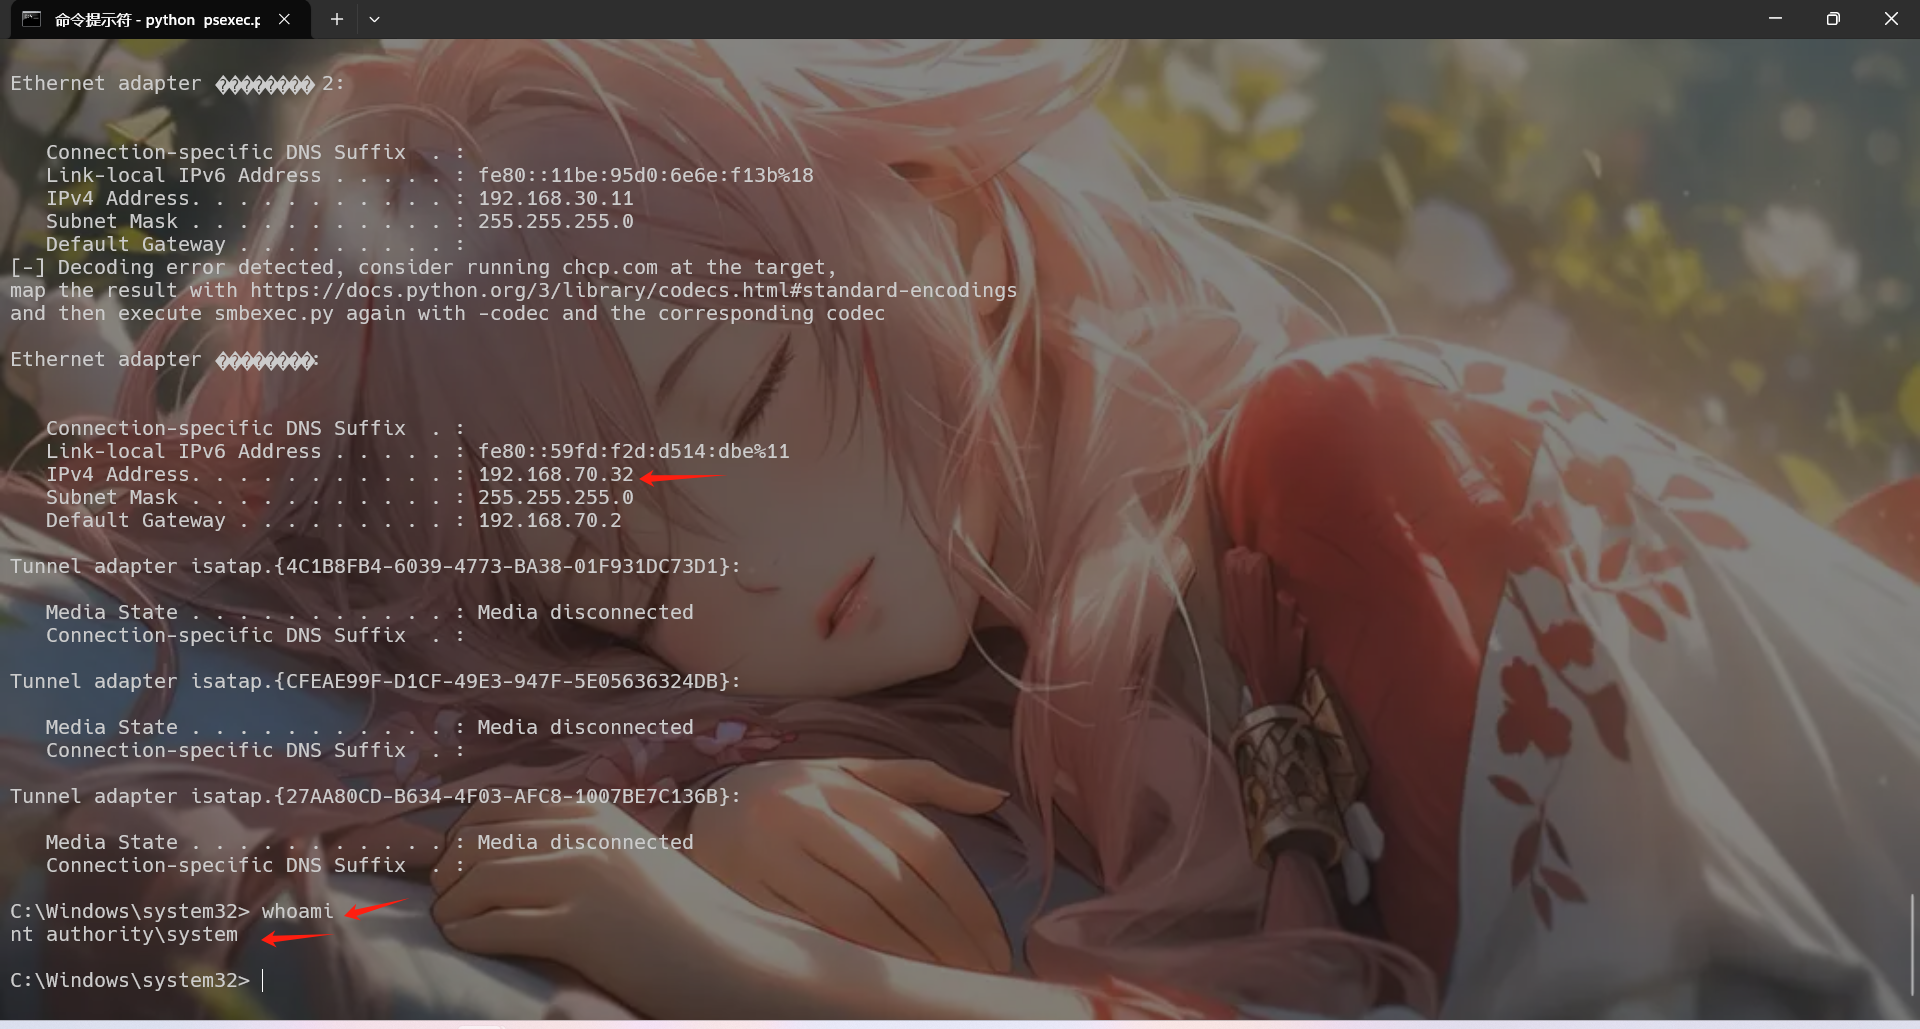 命令提示符 - python  psexec.p
Ethernet adapter ���������� 2:
Connection-specific DNS Suffix  . :
Link-local IPv6 Address . . . . . : fe80::11be:95d0:6e6e:f13b%18
IPv4 Address. . . . . . . . . . . : 192.168.30.11
Subnet Mask . . . . . . . . . . . : 255.255.255.0
Default Gateway . . . . . . . . . :
[-] Decoding error detected, consider running chcp.com at the target,
map the result with https://docs.python.org/3/library/codecs.html#standard-encodings
and then execute smbexec.py again with -codec and the corresponding codec
Ethernet adapter ����������:
Connection-specific DNS Suffix  . :
Link-local IPv6 Address . . . . . : fe80::59fd:f2d:d514:dbe%11
IPv4 Address. . . . . . . . . . . : 192.168.70.32
Subnet Mask . . . . . . . . . . . : 255.255.255.0
Default Gateway . . . . . . . . . : 192.168.70.2
Tunnel adapter isatap.{4C1B8FB4-6039-4773-BA38-01F931DC73D1}:
Media State . . . . . . . . . . . : Media disconnected
Connection-specific DNS Suffix  . :
Tunnel adapter isatap.{CFEAE99F-D1CF-49E3-947F-5E05636324DB}:
Media State . . . . . . . . . . . : Media disconnected
Connection-specific DNS Suffix  . :
Tunnel adapter isatap.{27AA80CD-B634-4F03-AFC8-1007BE7C136B}:
Media State . . . . . . . . . . . : Media disconnected
Connection-specific DNS Suffix  . :
C:\Windows\system32> whoami
nt authority\system
C:\Windows\system32>